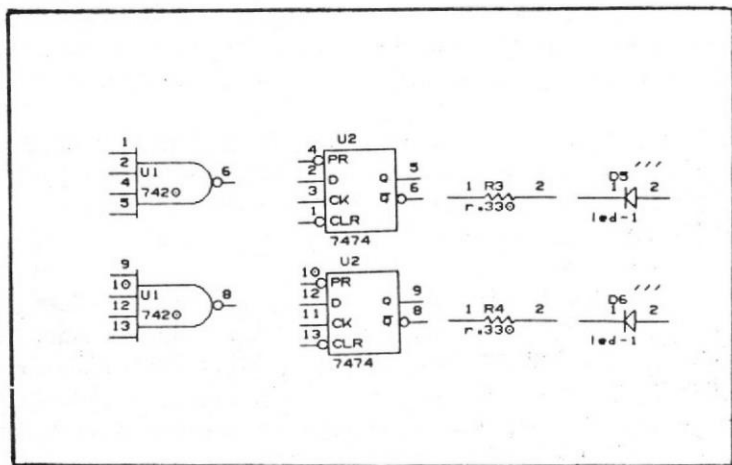 1
2
4
5
U1
7420
6
U2
4
2
3
1
PR
D
CK
CLR
Q
Q̅
5
6
7474
1 R3 2
r.330
D5
1 2
led-1
9
10
12
13
U1
7420
8
U2
10
12
11
13
PR
D
CK
CLR
Q
Q̅
9
8
7474
1 R4 2
r.330
D6
1 2
led-1